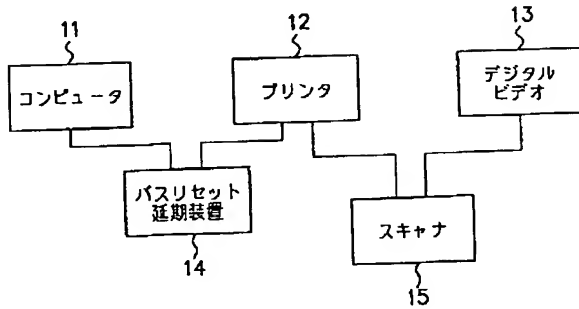 11
コンピュータ
12
プリンタ
13
デジタル
ビデオ
バスリセット
延期装置
14
スキャナ
15